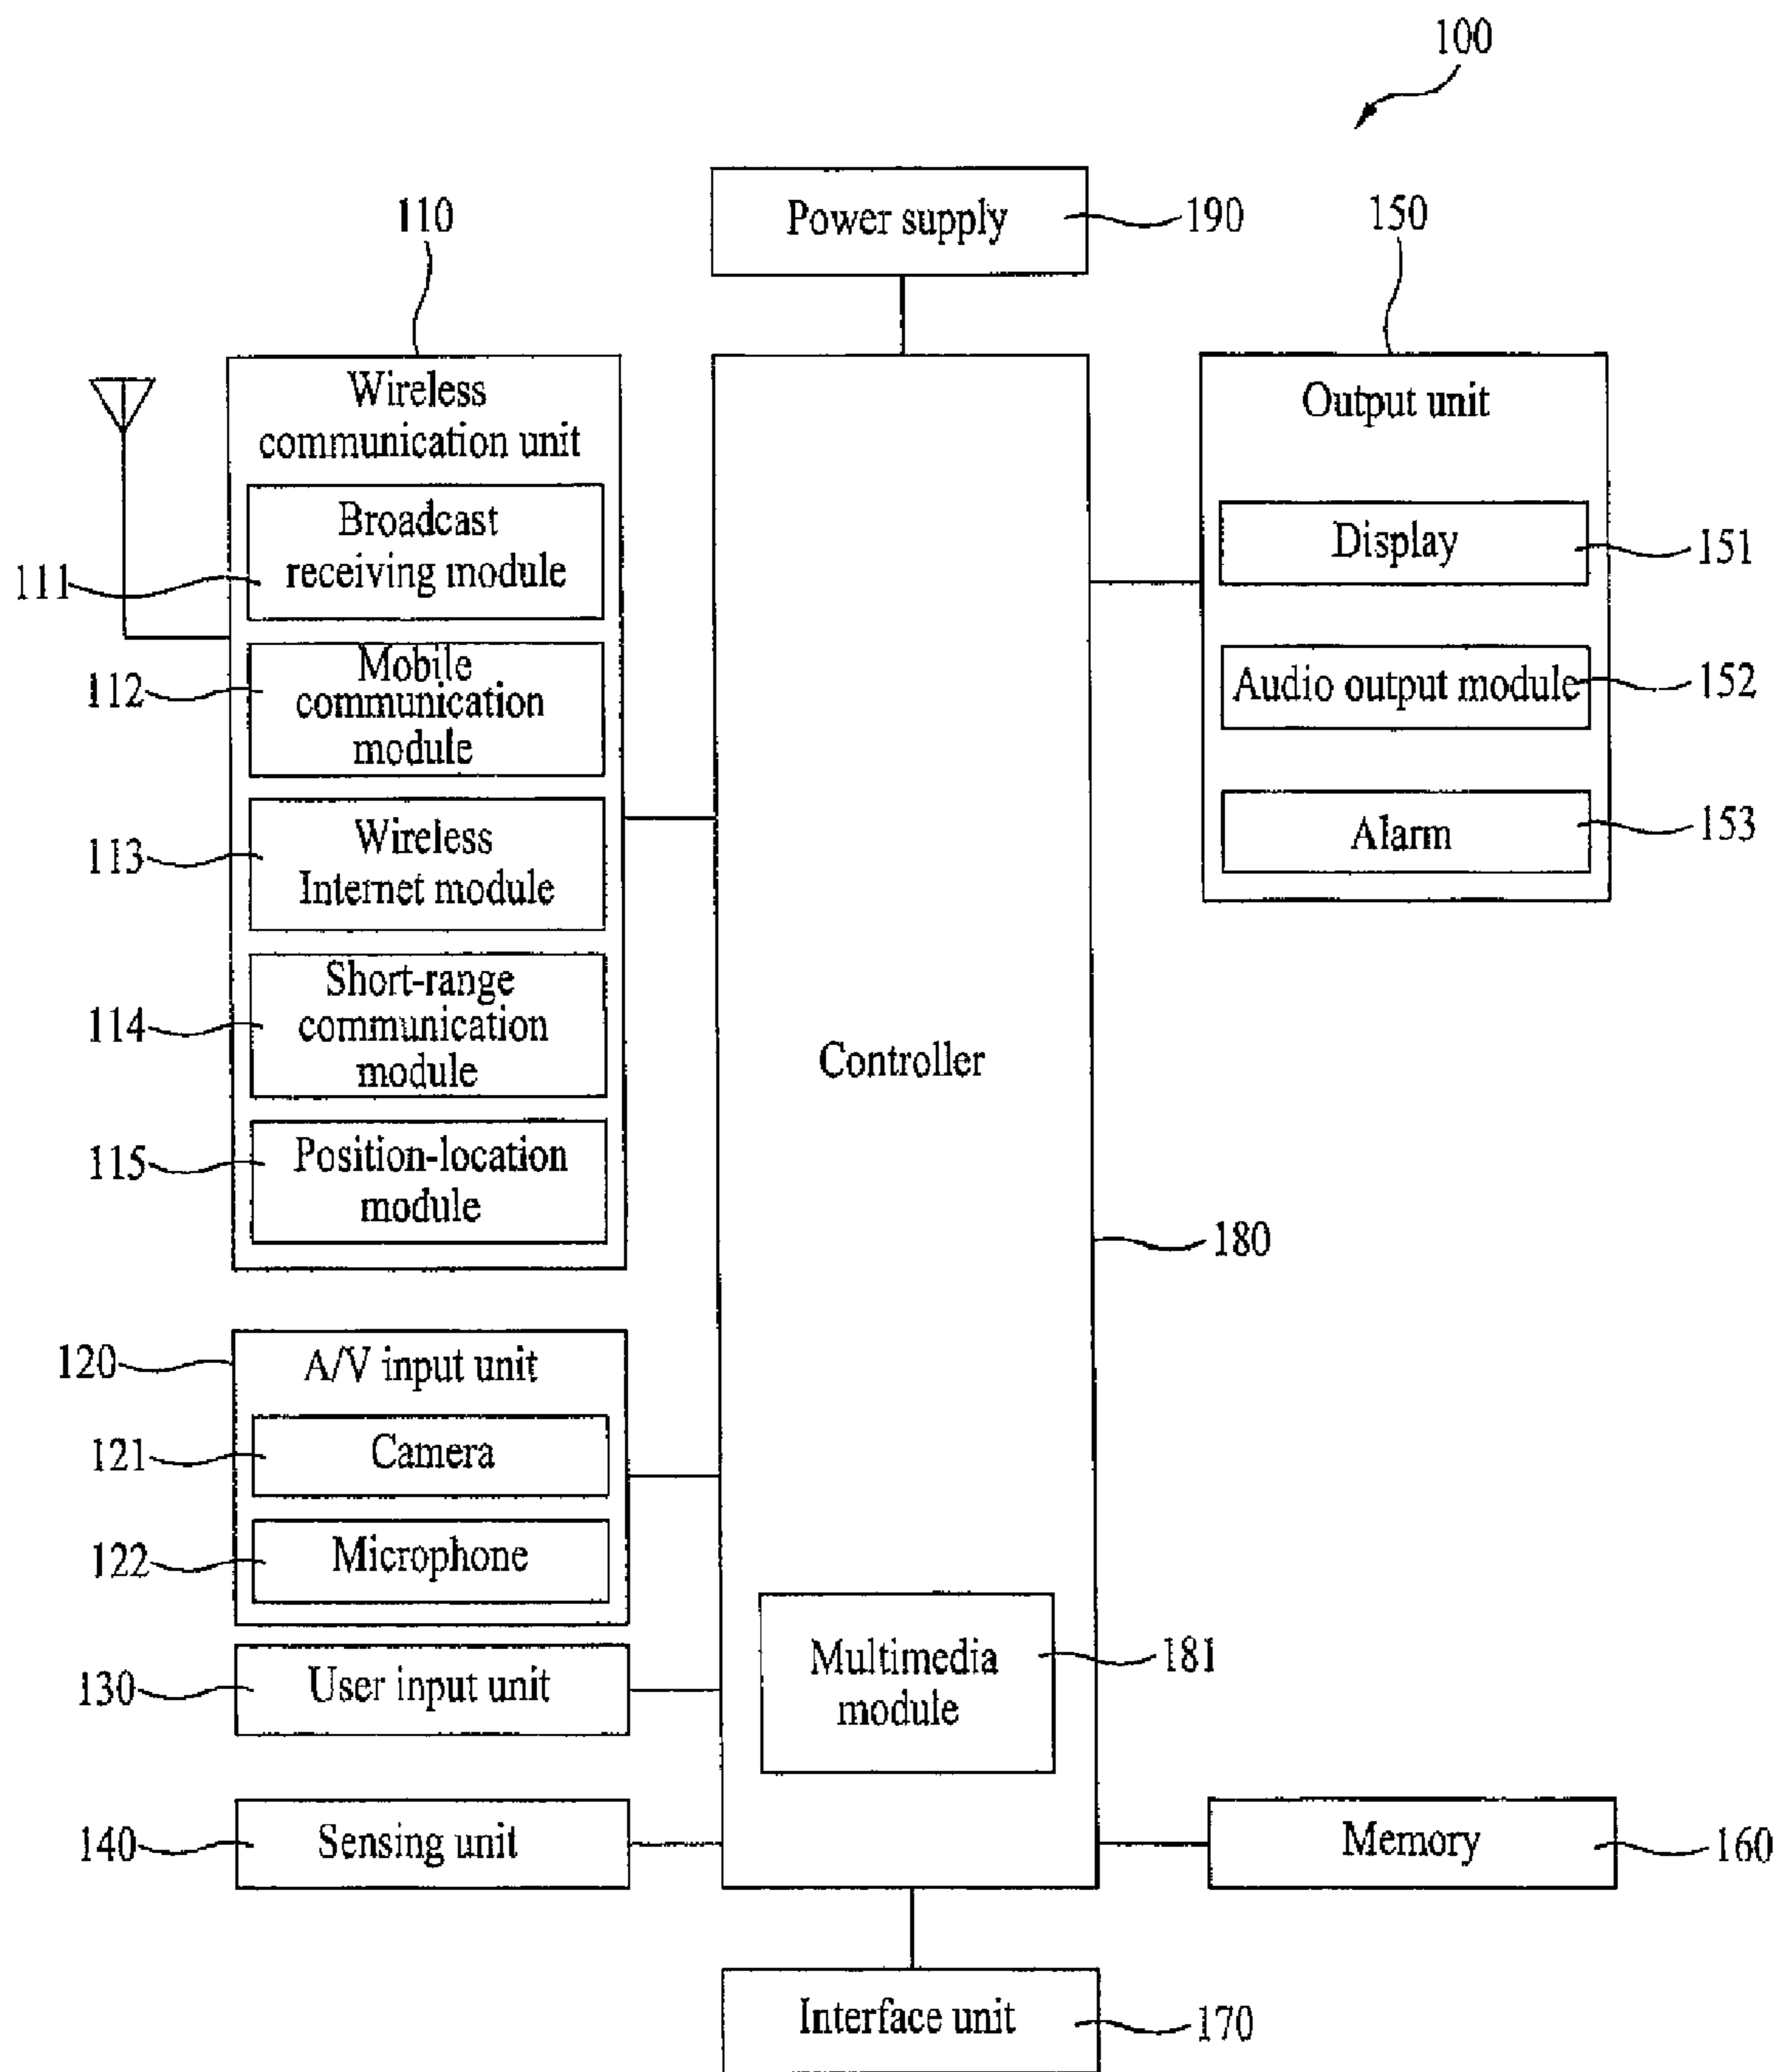 100
Power supply
190
110
150
Wireless
communication unit
Broadcast
receiving module
111
Mobile
communication
module
112
Wireless
Internet module
113
Short-range
communication
module
114
Position-location
module
115
Output unit
Display
151
Audio output module
152
Alarm
153
Controller
180
120
A/V input unit
121
Camera
122
Microphone
130
User input unit
Multimedia
module
181
140
Sensing unit
Memory
160
Interface unit
170